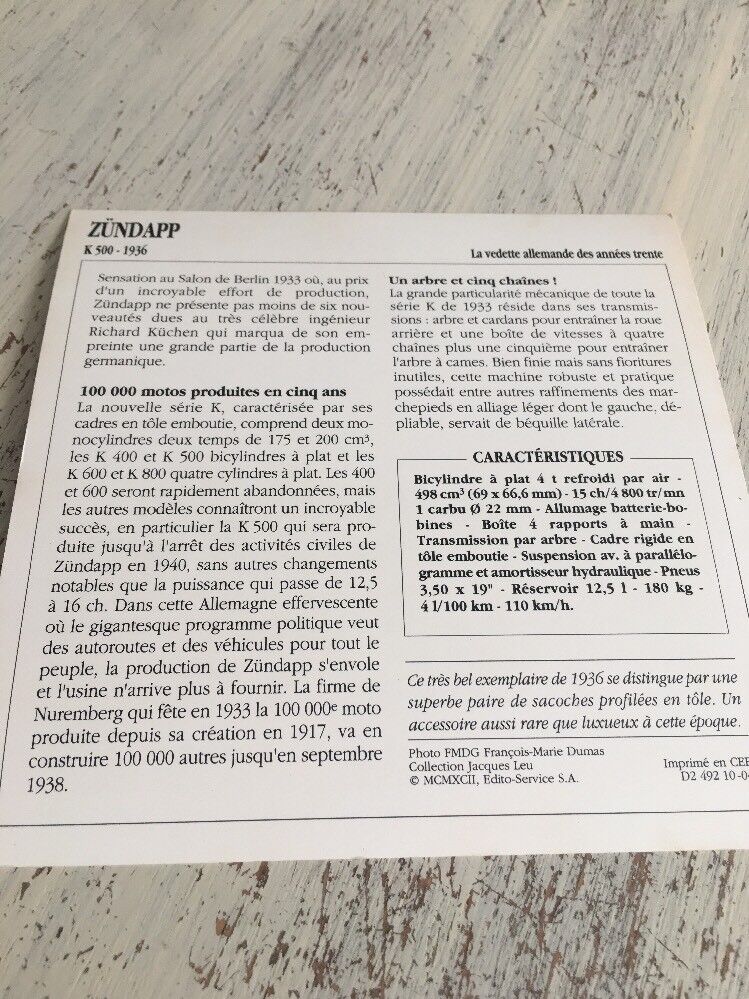 ZÜNDAPP
K 500 - 1936
La vedette allemande des années trente
Sensation au Salon de Berlin 1933 où, au prix
d'un incroyable effort de production,
Zündapp ne présente pas moins de six nou-
veautés dues au très célèbre ingénieur
Richard Küchen qui marqua de son em-
preinte une grande partie de la production
germanique.
100 000 motos produites en cinq ans
La nouvelle série K, caractérisée par ses
cadres en tôle emboutie, comprend deux mo-
nocylindres deux temps de 175 et 200 cm³,
les K 400 et K 500 bicylindres à plat et les
K 600 et K 800 quatre cylindres à plat. Les 400
et 600 seront rapidement abandonnées, mais
les autres modèles connaîtront un incroyable
succès, en particulier la K 500 qui sera pro-
duite jusqu'à l'arrêt des activités civiles de
Zündapp en 1940, sans autres changements
notables que la puissance qui passe de 12,5
à 16 ch. Dans cette Allemagne effervescente
où le gigantesque programme politique veut
des autoroutes et des véhicules pour tout le
peuple, la production de Zündapp s'envole
et l'usine n'arrive plus à fournir. La firme de
Nuremberg qui fête en 1933 la 100 000e moto
produite depuis sa création en 1917, va en
construire 100 000 autres jusqu'en septembre
1938.
Un arbre et cinq chaînes !
La grande particularité mécanique de toute la
série K de 1933 réside dans ses transmis-
sions : arbre et cardans pour entraîner la roue
arrière et une boîte de vitesses à quatre
chaînes plus une cinquième pour entraîner
l'arbre à cames. Bien finie mais sans fioritures
inutiles, cette machine robuste et pratique
possédait entre autres raffinements des mar-
chepieds en alliage léger dont le gauche, dé-
pliable, servait de béquille latérale.
CARACTÉRISTIQUES
Bicylindre à plat 4 t refroidi par air -
498 cm³ (69 x 66,6 mm) - 15 ch/4 800 tr/mn
1 carbu Ø 22 mm - Allumage batterie-bo-
bines - Boîte 4 rapports à main -
Transmission par arbre - Cadre rigide en
tôle emboutie - Suspension av. à parallélo-
gramme et amortisseur hydraulique - Pneus
3,50 x 19" - Réservoir 12,5 l - 180 kg -
4 l/100 km - 110 km/h.
Ce très bel exemplaire de 1936 se distingue par une
superbe paire de sacoches profilées en tôle. Un
accessoire aussi rare que luxueux à cette époque.
Photo FMDG François-Marie Dumas
Collection Jacques Leu
© MCMXCII, Edito-Service S.A.
Imprimé en CEE
D2 492 10-0